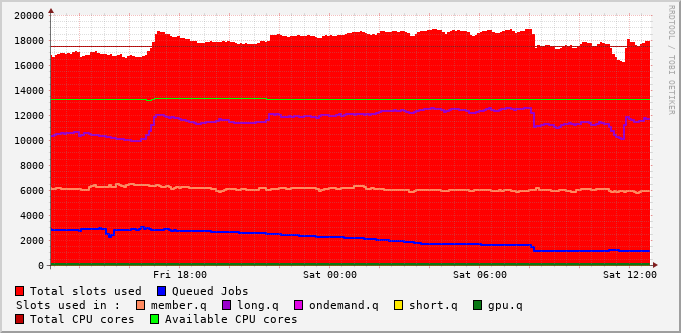 20000
18000
16000
14000
12000
10000
8000
6000
4000
2000
0
Fri 18:00 Sat 00:00 Sat 06:00 Sat 12:00
Total slots used Queued Jobs
Slots used in : member.q long.q ondemand.q short.q gpu.q
Total CPU cores Available CPU cores
RRDTOOL / TOBI OETIKER